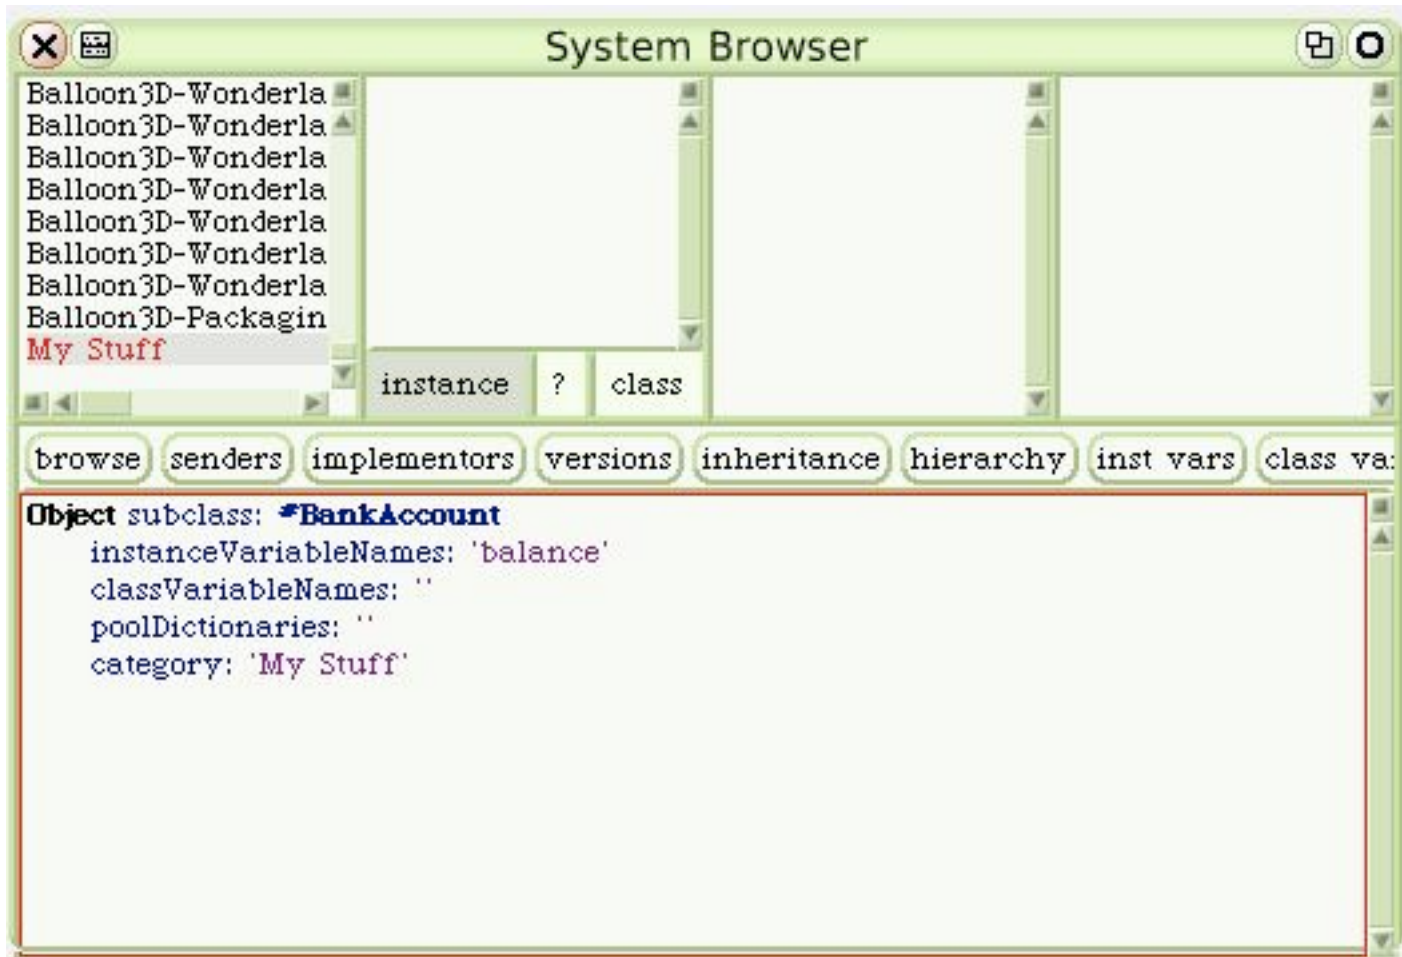 System Browser
Balloon3D-Wonderla
Balloon3D-Wonderla
Balloon3D-Wonderla
Balloon3D-Wonderla
Balloon3D-Wonderla
Balloon3D-Wonderla
Balloon3D-Wonderla
Balloon3D-Packagin
My Stuff
instance ? class
browse senders implementors versions inheritance hierarchy inst vars class va
Object subclass: #BankAccount
instanceVariableNames: 'balance'
classVariableNames: ''
poolDictionaries: ''
category: 'My Stuff'